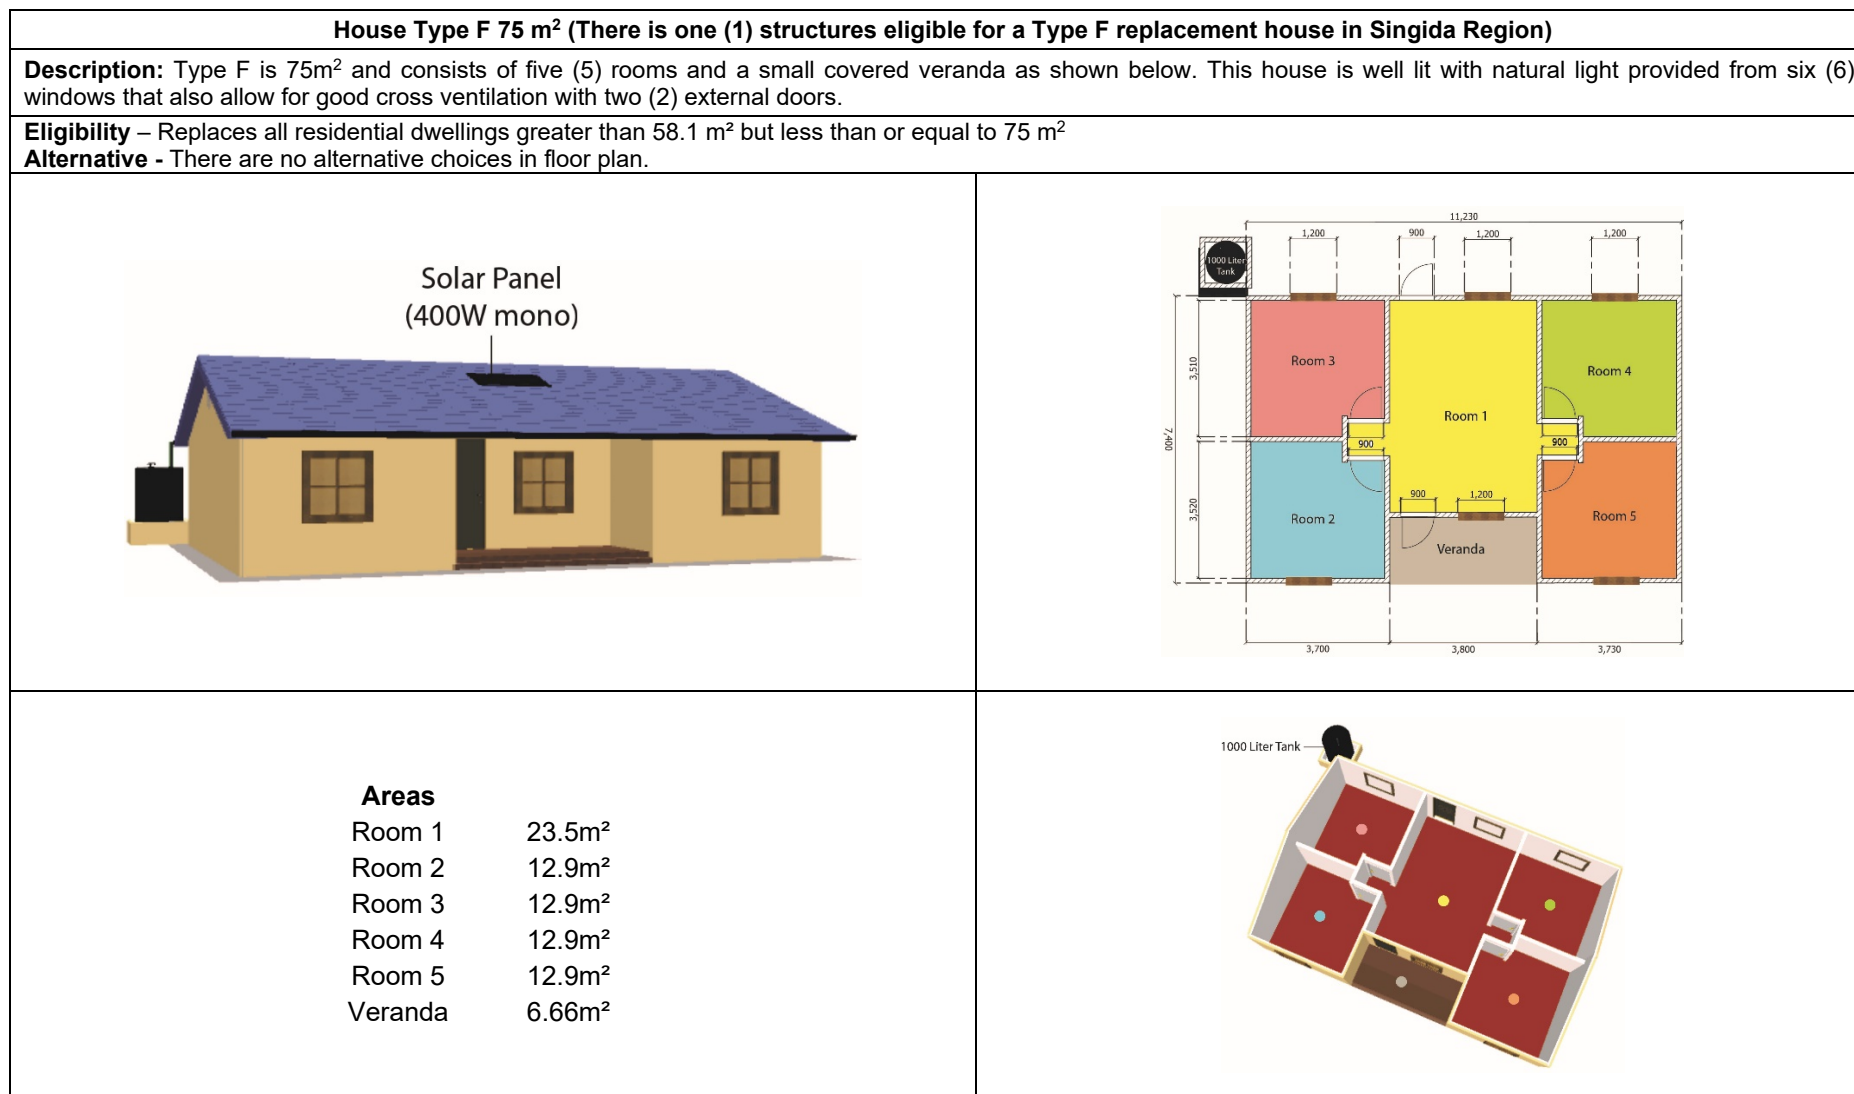 House Type F 75 m² (There is one (1) structures eligible for a Type F replacement house in Singida Region)
Description: Type F is 75m² and consists of five (5) rooms and a small covered veranda as shown below. This house is well lit with natural light provided from six (6)
windows that also allow for good cross ventilation with two (2) external doors.
Eligibility – Replaces all residential dwellings greater than 58.1 m² but less than or equal to 75 m²
Alternative - There are no alternative choices in floor plan.
Solar Panel
(400W mono)
11,230
1,200
900
1,200
1,200
1000 Liter
Tank
3,510
Room 3
Room 4
Room 1
7,400
900
900
3,520
900
1,200
Room 2
Room 5
Veranda
3,700
3,800
3,730
Areas
Room 1 23.5m²
Room 2 12.9m²
Room 3 12.9m²
Room 4 12.9m²
Room 5 12.9m²
Veranda 6.66m²
1000 Liter Tank